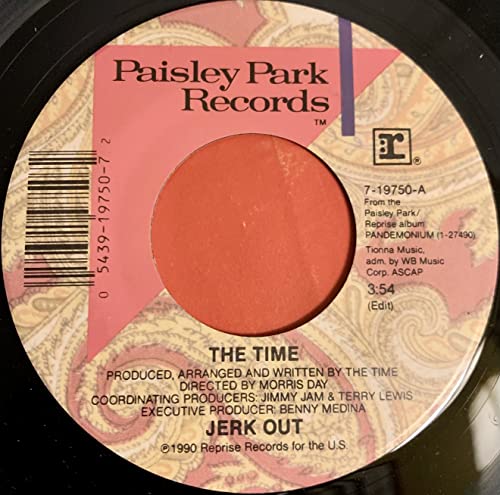 Paisley Park
Records
TM
r
®
7-19750-A
From the
Paisley Park/
Reprise album
PANDEMONIUM (1-27490)
Tionna Music,
adm. by WB Music
Corp. ASCAP
3:54
(Edit)
0 5439-19750-7 2
THE TIME
PRODUCED, ARRANGED AND WRITTEN BY THE TIME
DIRECTED BY MORRIS DAY
COORDINATING PRODUCERS: JIMMY JAM & TERRY LEWIS
EXECUTIVE PRODUCER: BENNY MEDINA
JERK OUT
℗1990 Reprise Records for the U.S.